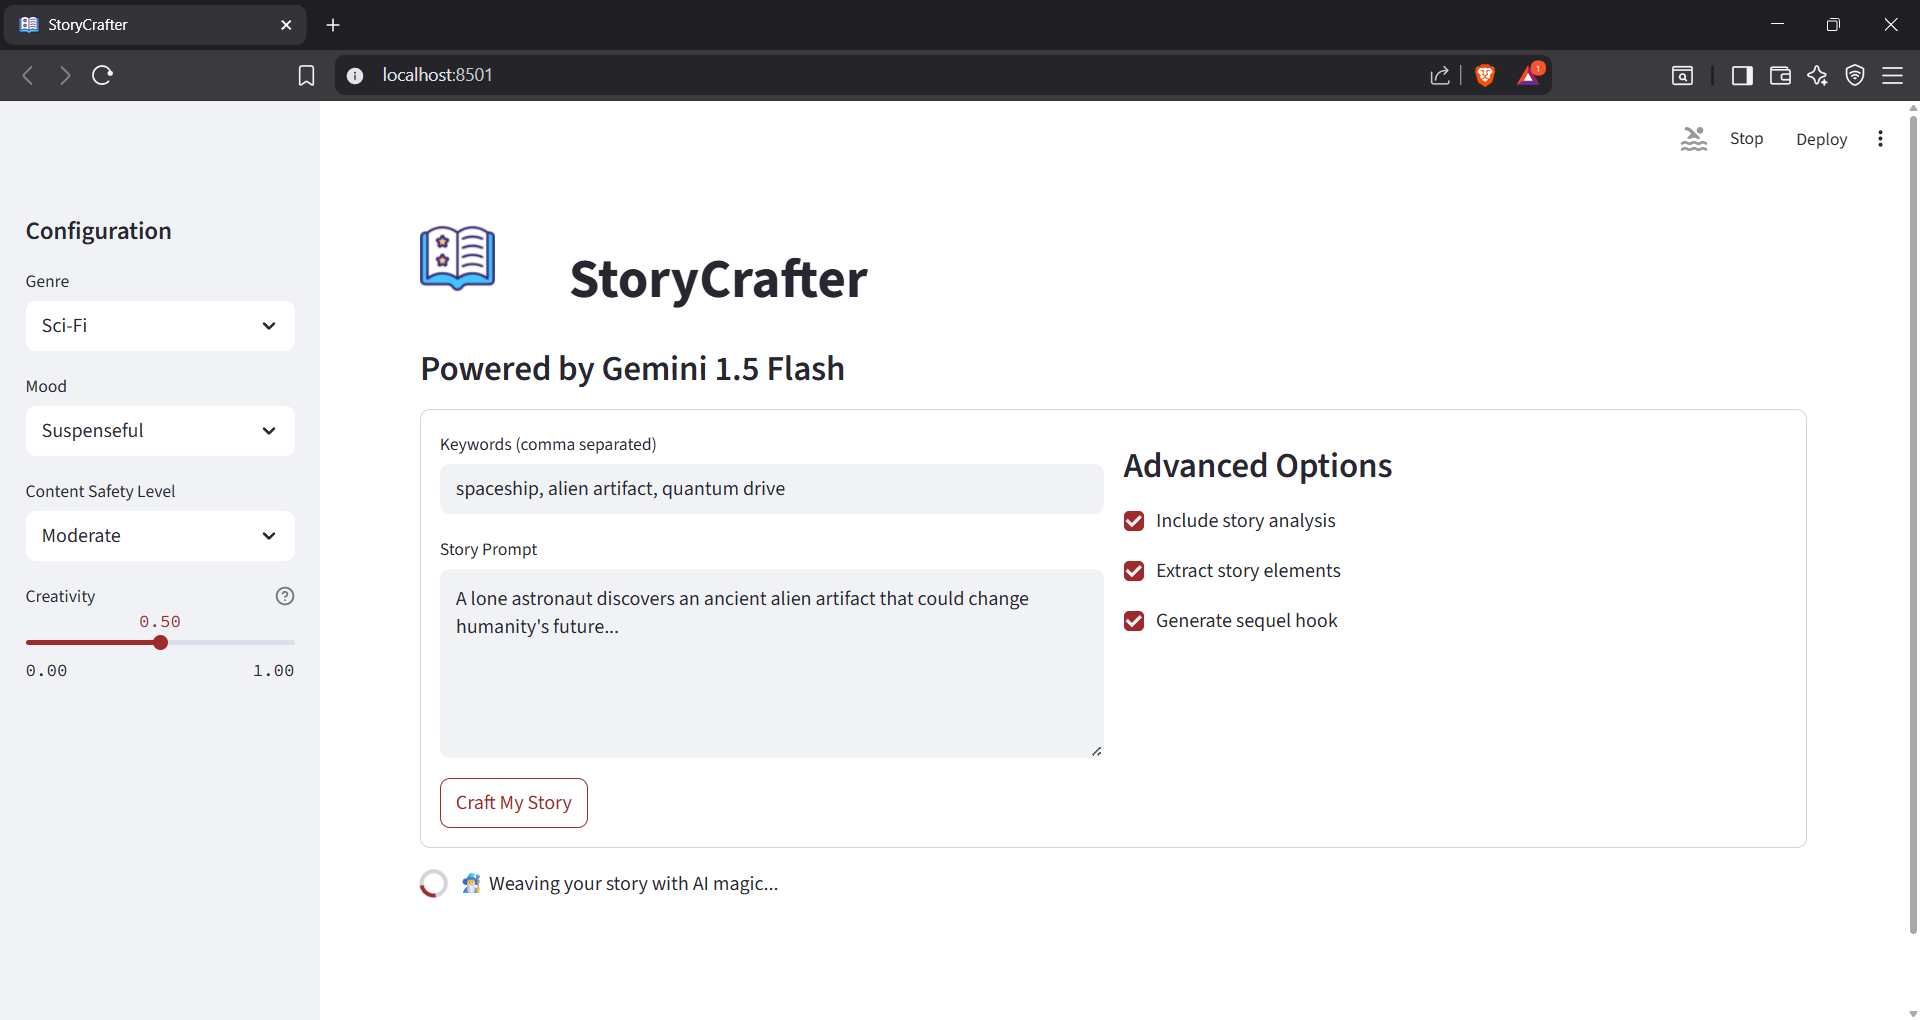 StoryCrafter
localhost:8501
1
Stop
Deploy
Configuration
Genre
Sci-Fi
Mood
Suspenseful
Content Safety Level
Moderate
Creativity
0.50
0.00 1.00
StoryCrafter
Powered by Gemini 1.5 Flash
Keywords (comma separated)
spaceship, alien artifact, quantum drive
Story Prompt
A lone astronaut discovers an ancient alien artifact that could change
humanity's future...
Craft My Story
Advanced Options
Include story analysis
Extract story elements
Generate sequel hook
Weaving your story with AI magic...